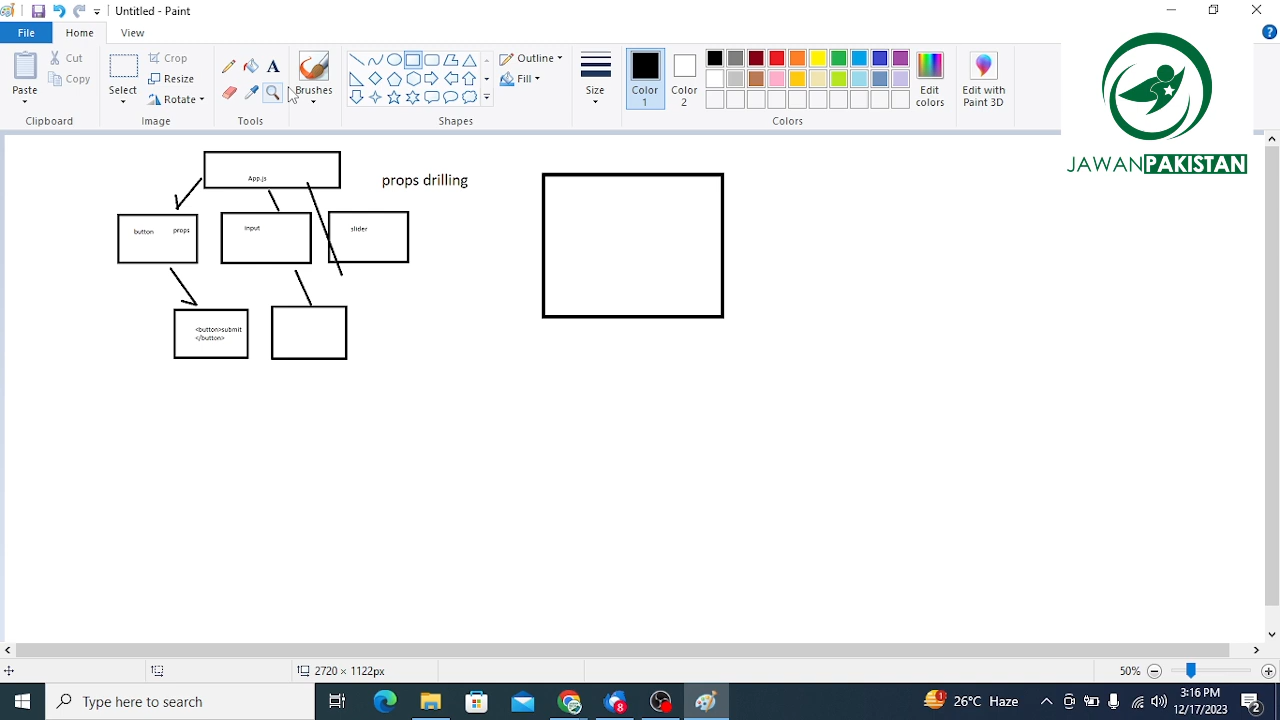 Untitled - Paint
File
Home
View
Paste
Cut
Copy
Clipboard
Select
Crop
Resize
Rotate
Image
A
Tools
Brushes
Shapes
Outline
Fill
Size
Color
1
Color
2
Edit
colors
Colors
Edit with
Paint 3D
JAWANPAKISTAN
App.js
props drilling
button
props
input
slider
<button>submit
</button>
2720 × 1122px
50%
Type here to search
8
1
26°C Haze
3:16 PM
12/17/2023
2